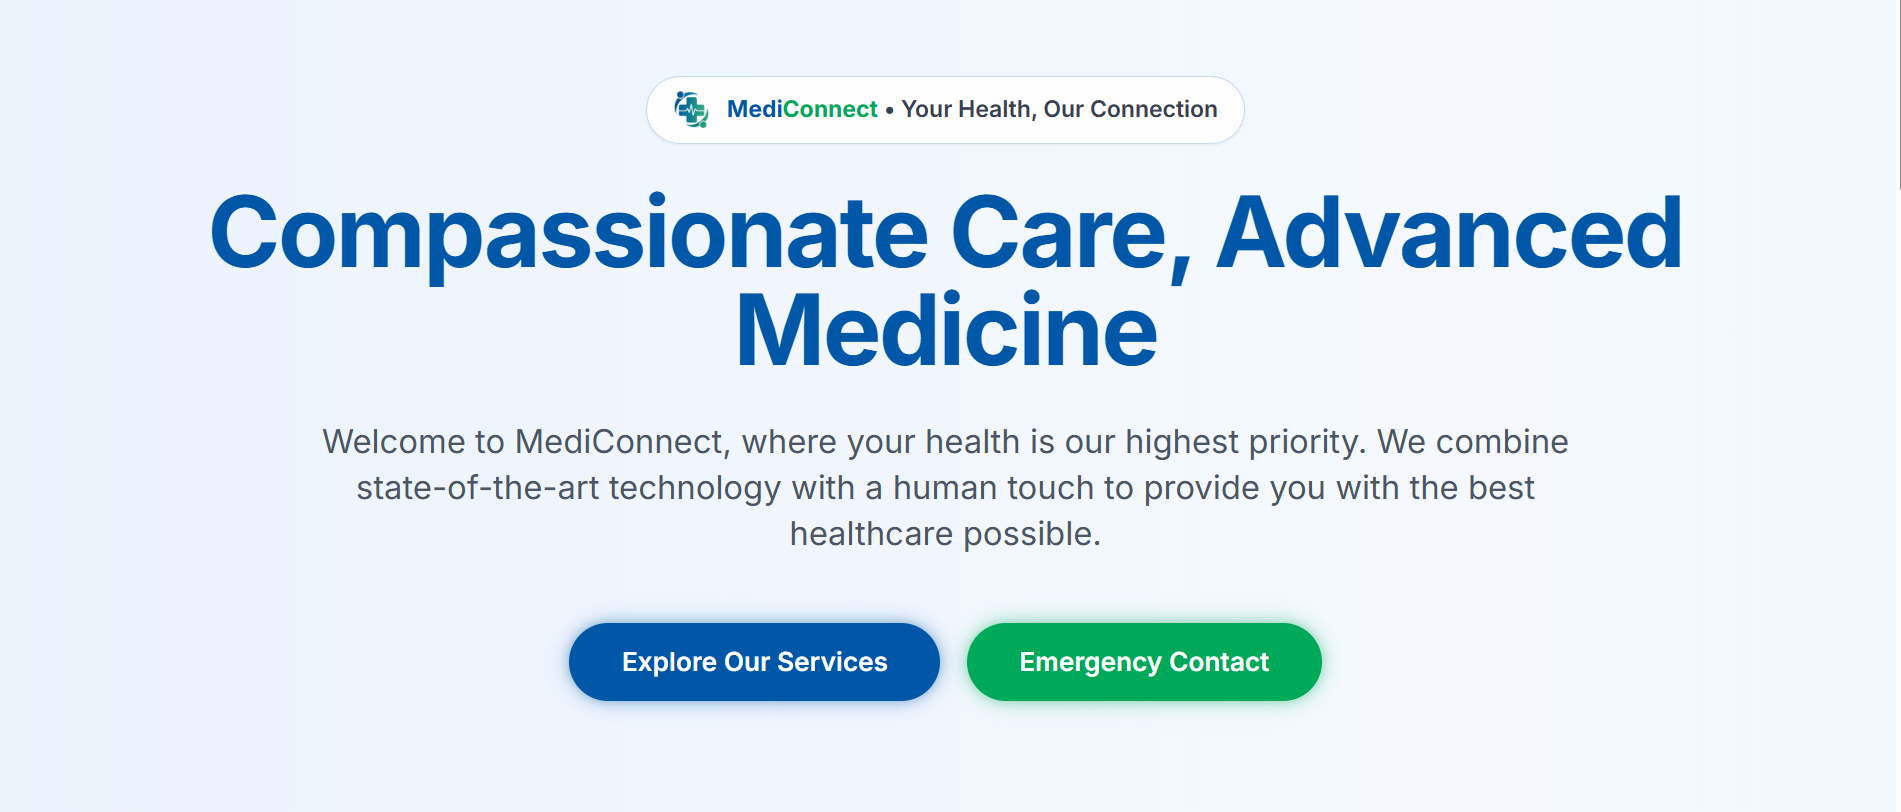 MediConnect • Your Health, Our Connection
Compassionate Care, Advanced
Medicine
Welcome to MediConnect, where your health is our highest priority. We combine
state-of-the-art technology with a human touch to provide you with the best
healthcare possible.
Explore Our Services
Emergency Contact